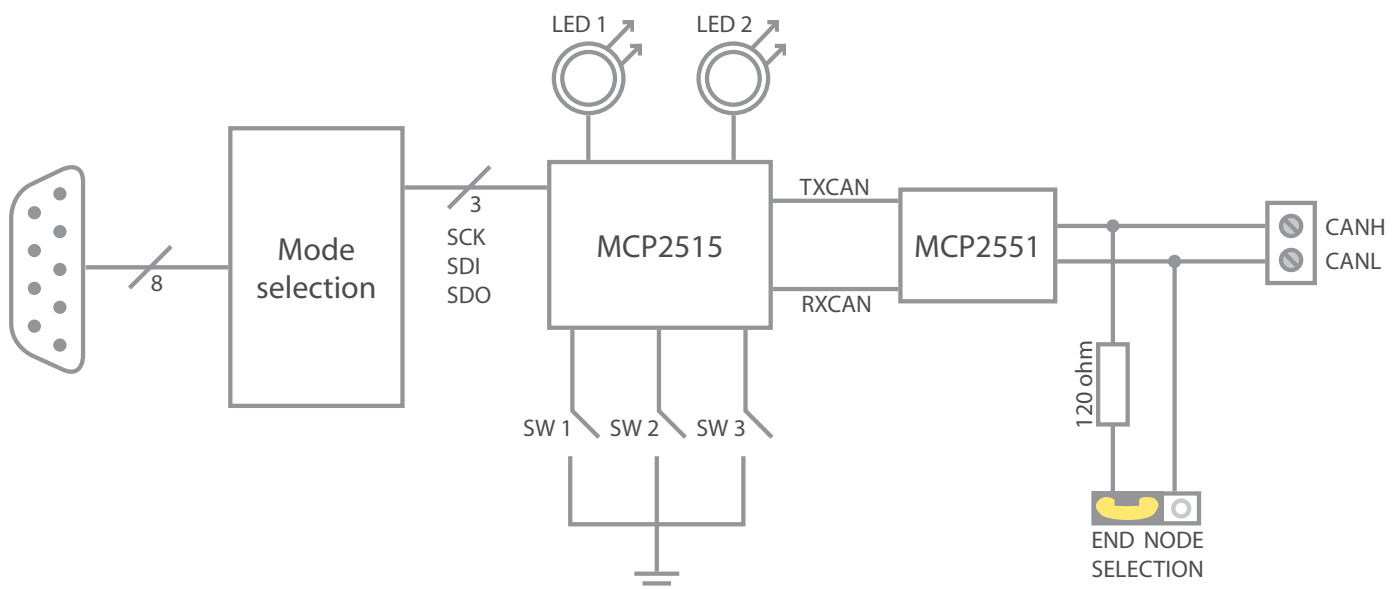 LED 1
LED 2
8
Mode
selection
3
SCK
SDI
SDO
MCP2515
TXCAN
RXCAN
MCP2551
CANH
CANL
SW 1
SW 2
SW 3
120 ohm
END NODE
SELECTION